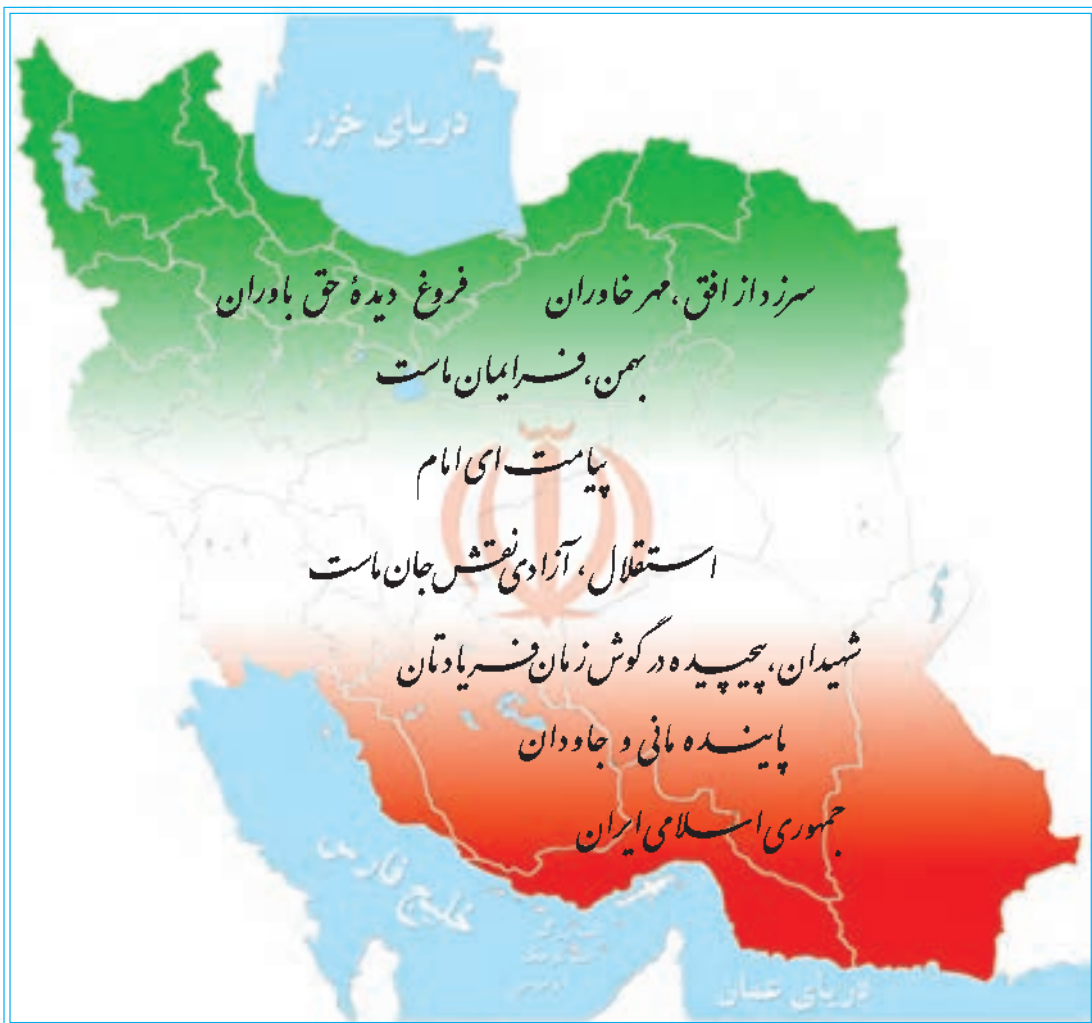 دریای خزر
سرزد از افق، مهر خاوران فروغ دیدهٔ حق باوران
بهمن، فر ایمان ماست
پیامت ای امام
استقلال، آزادی نقش جان ماست
شهیدان، پیچیده در گوش زمان فریادتان
پاینده مانی و جاودان
جمهوری اسلامی ایران
خلیج فارس
دریای عمان